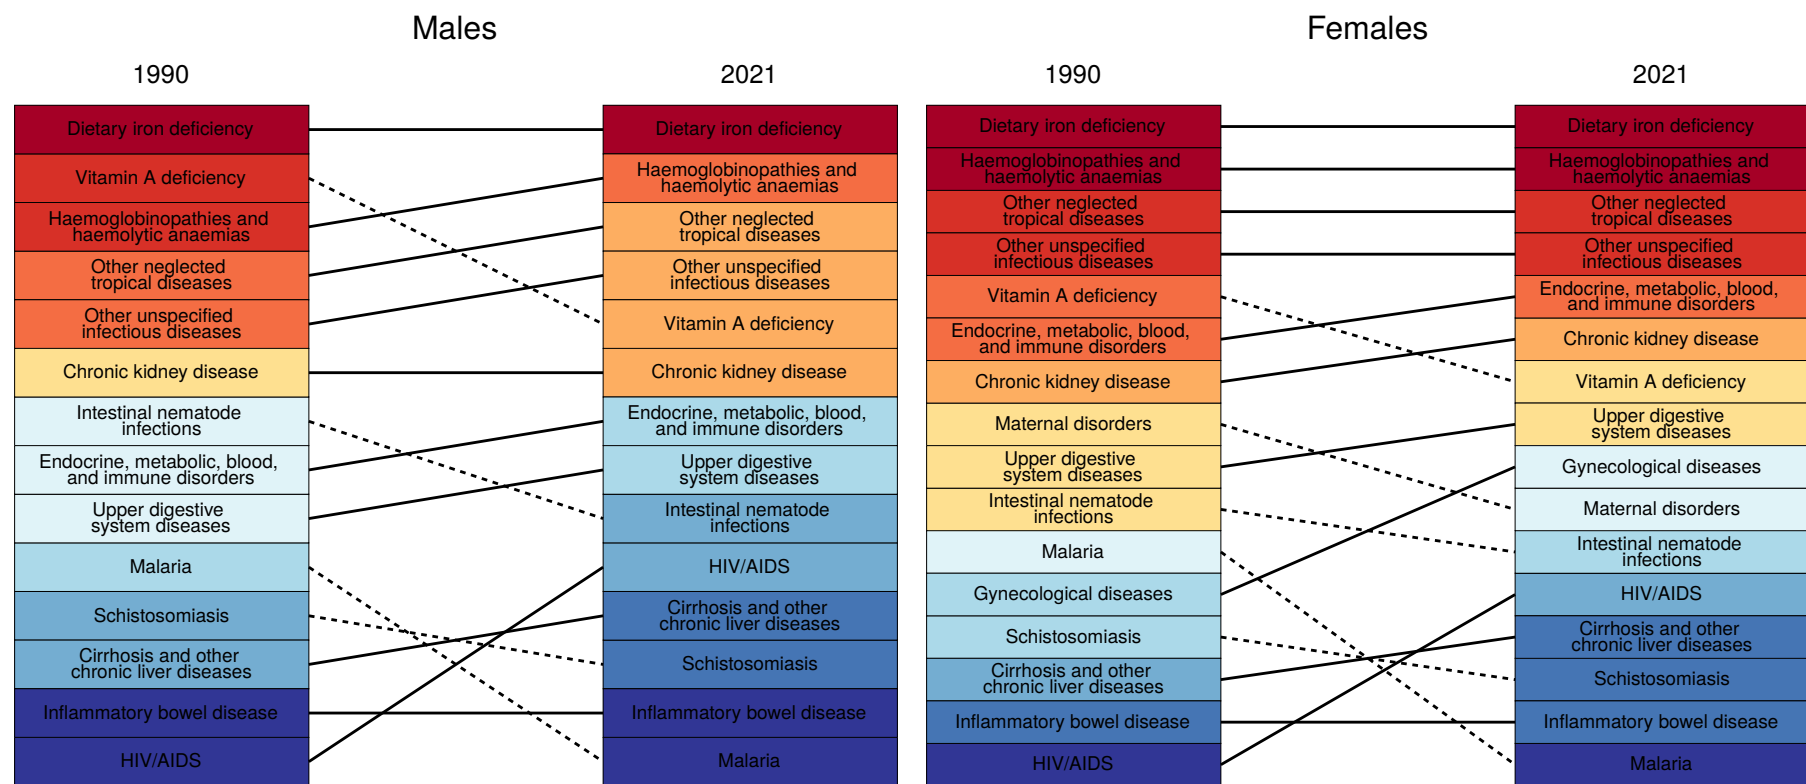 Males
1990
2021
Dietary iron deficiency
Vitamin A deficiency
Haemoglobinopathies and
haemolytic anaemias
Other neglected
tropical diseases
Other unspecified
infectious diseases
Chronic kidney disease
Intestinal nematode
infections
Endocrine, metabolic, blood,
and immune disorders
Upper digestive
system diseases
Malaria
Schistosomiasis
Cirrhosis and other
chronic liver diseases
Inflammatory bowel disease
HIV/AIDS
Dietary iron deficiency
Haemoglobinopathies and
haemolytic anaemias
Other neglected
tropical diseases
Other unspecified
infectious diseases
Vitamin A deficiency
Chronic kidney disease
Endocrine, metabolic, blood,
and immune disorders
Upper digestive
system diseases
Intestinal nematode
infections
HIV/AIDS
Cirrhosis and other
chronic liver diseases
Schistosomiasis
Inflammatory bowel disease
Malaria
Females
1990
2021
Dietary iron deficiency
Haemoglobinopathies and
haemolytic anaemias
Other neglected
tropical diseases
Other unspecified
infectious diseases
Vitamin A deficiency
Endocrine, metabolic, blood,
and immune disorders
Chronic kidney disease
Maternal disorders
Upper digestive
system diseases
Intestinal nematode
infections
Malaria
Gynecological diseases
Schistosomiasis
Cirrhosis and other
chronic liver diseases
Inflammatory bowel disease
HIV/AIDS
Dietary iron deficiency
Haemoglobinopathies and
haemolytic anaemias
Other neglected
tropical diseases
Other unspecified
infectious diseases
Endocrine, metabolic, blood,
and immune disorders
Chronic kidney disease
Vitamin A deficiency
Upper digestive
system diseases
Gynecological diseases
Maternal disorders
Intestinal nematode
infections
HIV/AIDS
Cirrhosis and other
chronic liver diseases
Schistosomiasis
Inflammatory bowel disease
Malaria